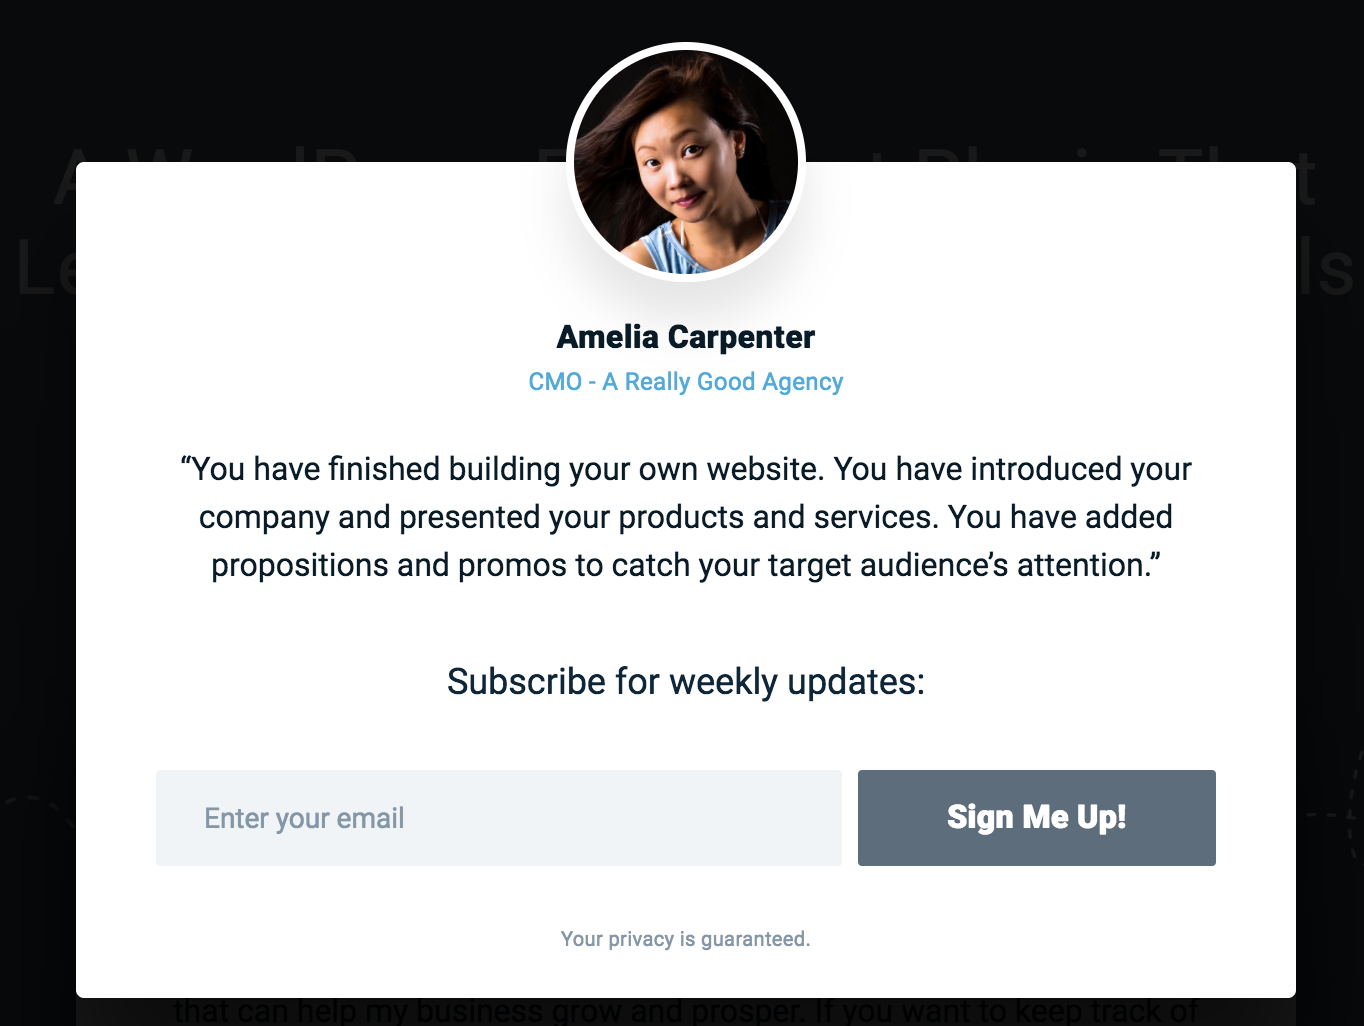 Amelia Carpenter
CMO - A Really Good Agency
“You have finished building your own website. You have introduced your
company and presented your products and services. You have added
propositions and promos to catch your target audience’s attention.”
Subscribe for weekly updates:
Enter your email
Sign Me Up!
Your privacy is guaranteed.
that can help my business grow and prosper. If you want to keep track of